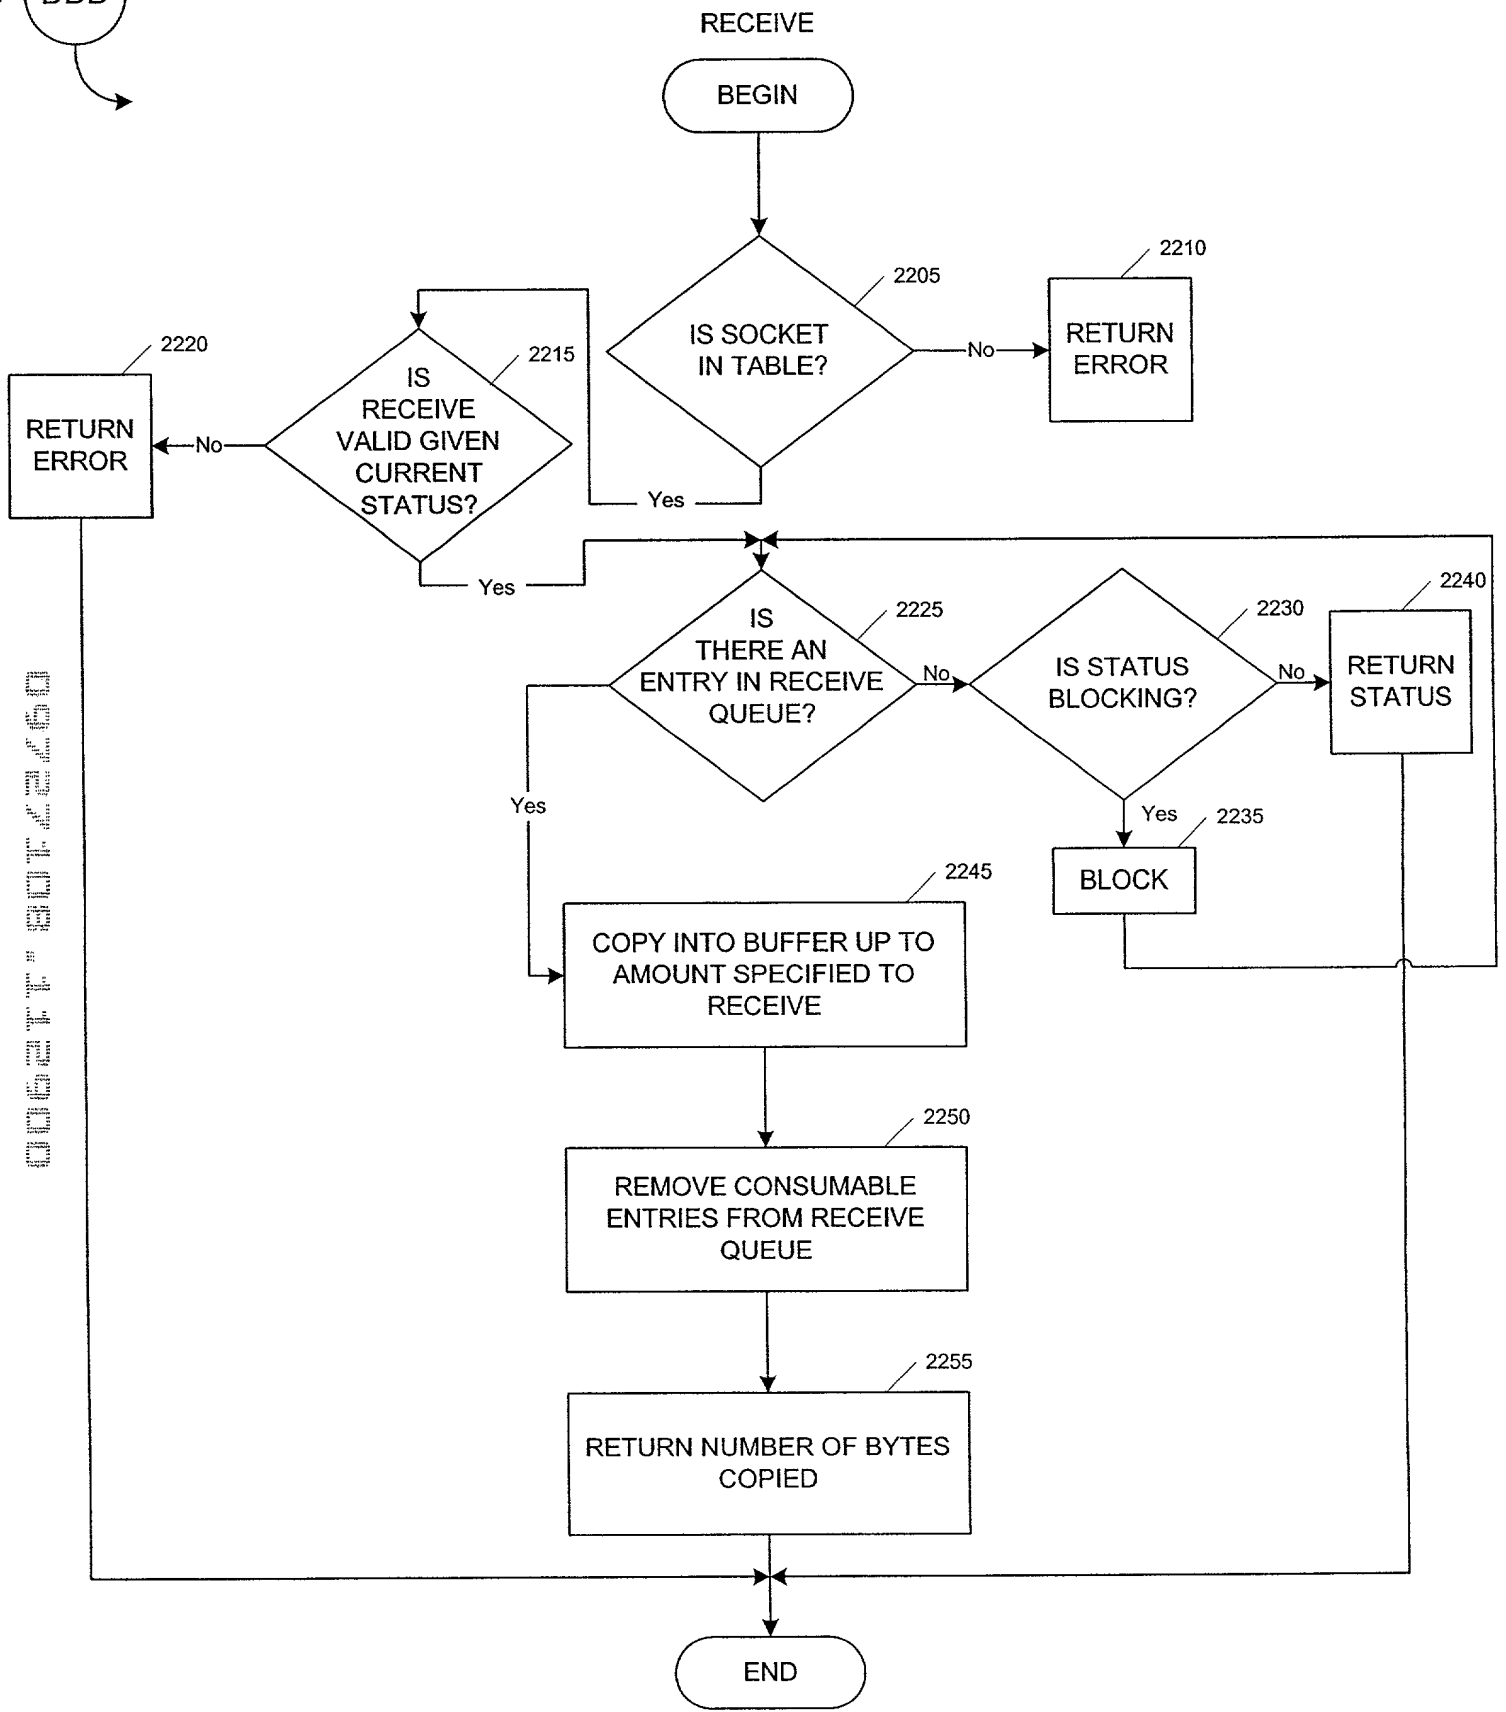 RECEIVE
BEGIN
2205
2210
IS SOCKET
IN TABLE?
No
RETURN
ERROR
2220
2215
IS
RECEIVE
VALID GIVEN
CURRENT
STATUS?
No
RETURN
ERROR
Yes
Yes
2225
2230
2240
IS
THERE AN
ENTRY IN RECEIVE
QUEUE?
No
IS STATUS
BLOCKING?
No
RETURN
STATUS
Yes
Yes
2235
BLOCK
2245
COPY INTO BUFFER UP TO
AMOUNT SPECIFIED TO
RECEIVE
2250
REMOVE CONSUMABLE
ENTRIES FROM RECEIVE
QUEUE
2255
RETURN NUMBER OF BYTES
COPIED
END
09727108.112900